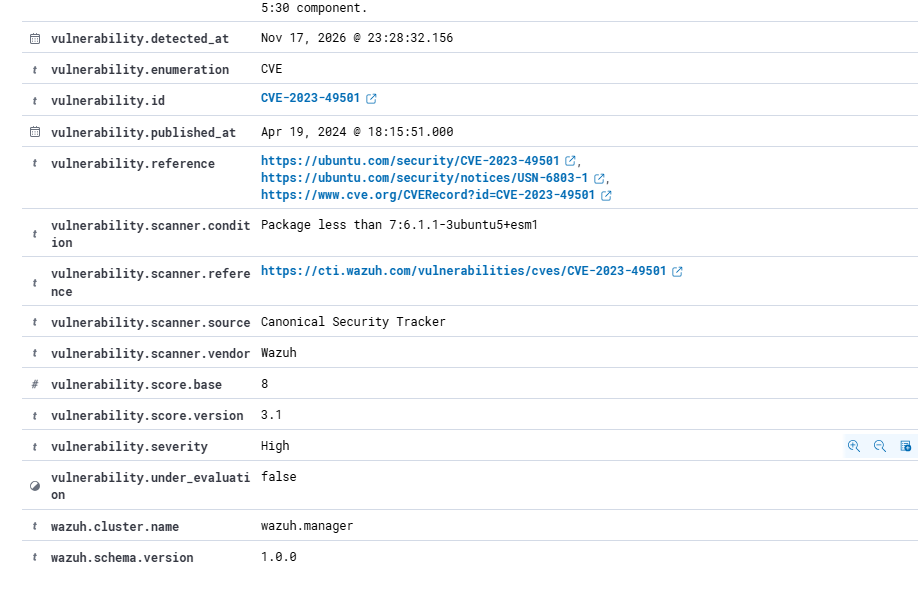 5:30 component.
vulnerability.detected_at Nov 17, 2026 @ 23:28:32.156
t vulnerability.enumeration CVE
t vulnerability.id CVE-2023-49501
vulnerability.published_at Apr 19, 2024 @ 18:15:51.000
t vulnerability.reference https://ubuntu.com/security/CVE-2023-49501 ,
https://ubuntu.com/security/notices/USN-6803-1 ,
https://www.cve.org/CVERecord?id=CVE-2023-49501
t vulnerability.scanner.condit Package less than 7:6.1.1-3ubuntu5+esm1
ion
t vulnerability.scanner.refere https://cti.wazuh.com/vulnerabilities/cves/CVE-2023-49501
nce
t vulnerability.scanner.source Canonical Security Tracker
t vulnerability.scanner.vendor Wazuh
# vulnerability.score.base 8
t vulnerability.score.version 3.1
t vulnerability.severity High
vulnerability.under_evaluati false
on
t wazuh.cluster.name wazuh.manager
t wazuh.schema.version 1.0.0